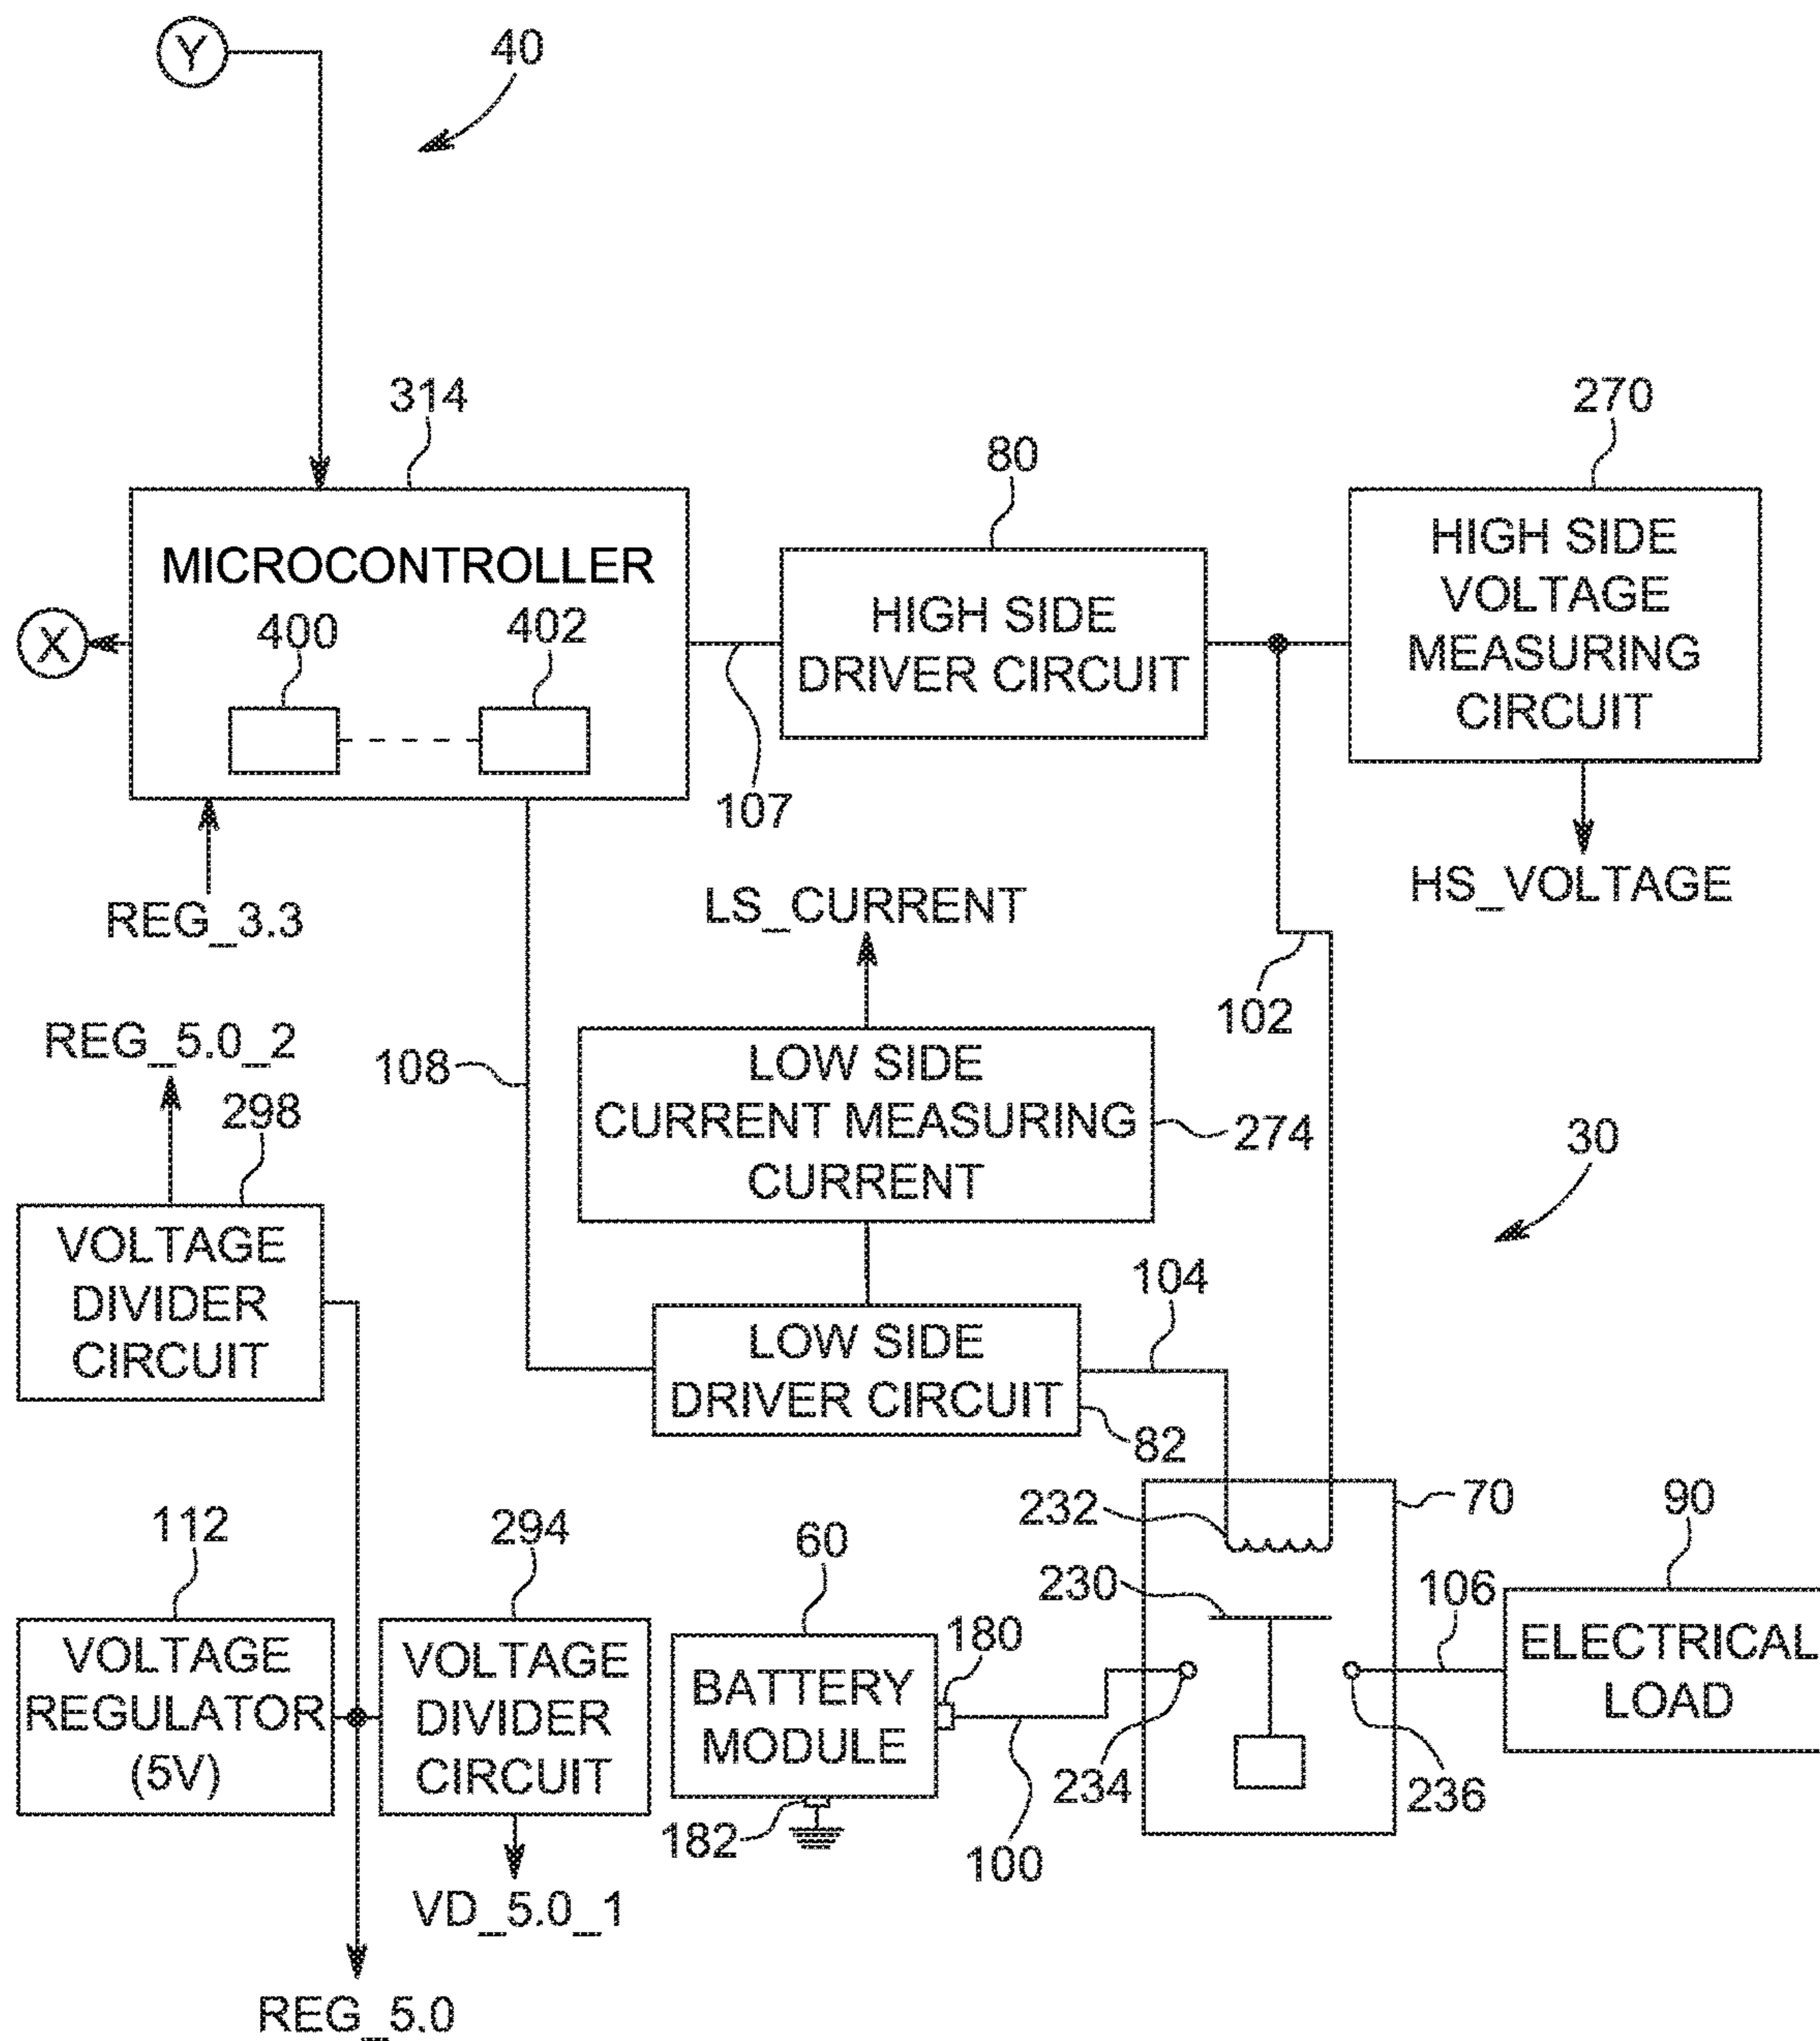 Y
40
314
270
80
MICROCONTROLLER
400
402
X
HIGH SIDE
DRIVER CIRCUIT
HIGH SIDE
VOLTAGE
MEASURING
CIRCUIT
107
REG_3.3
LS_CURRENT
HS_VOLTAGE
102
REG_5.0_2
298
108
LOW SIDE
CURRENT MEASURING
CURRENT
274
30
VOLTAGE
DIVIDER
CIRCUIT
104
LOW SIDE
DRIVER CIRCUIT
82
112
294
60
232
70
90
230
106
VOLTAGE
REGULATOR
(5V)
VOLTAGE
DIVIDER
CIRCUIT
BATTERY
MODULE
180
ELECTRICAL
LOAD
182
100
234
236
VD_5.0_1
REG_5.0